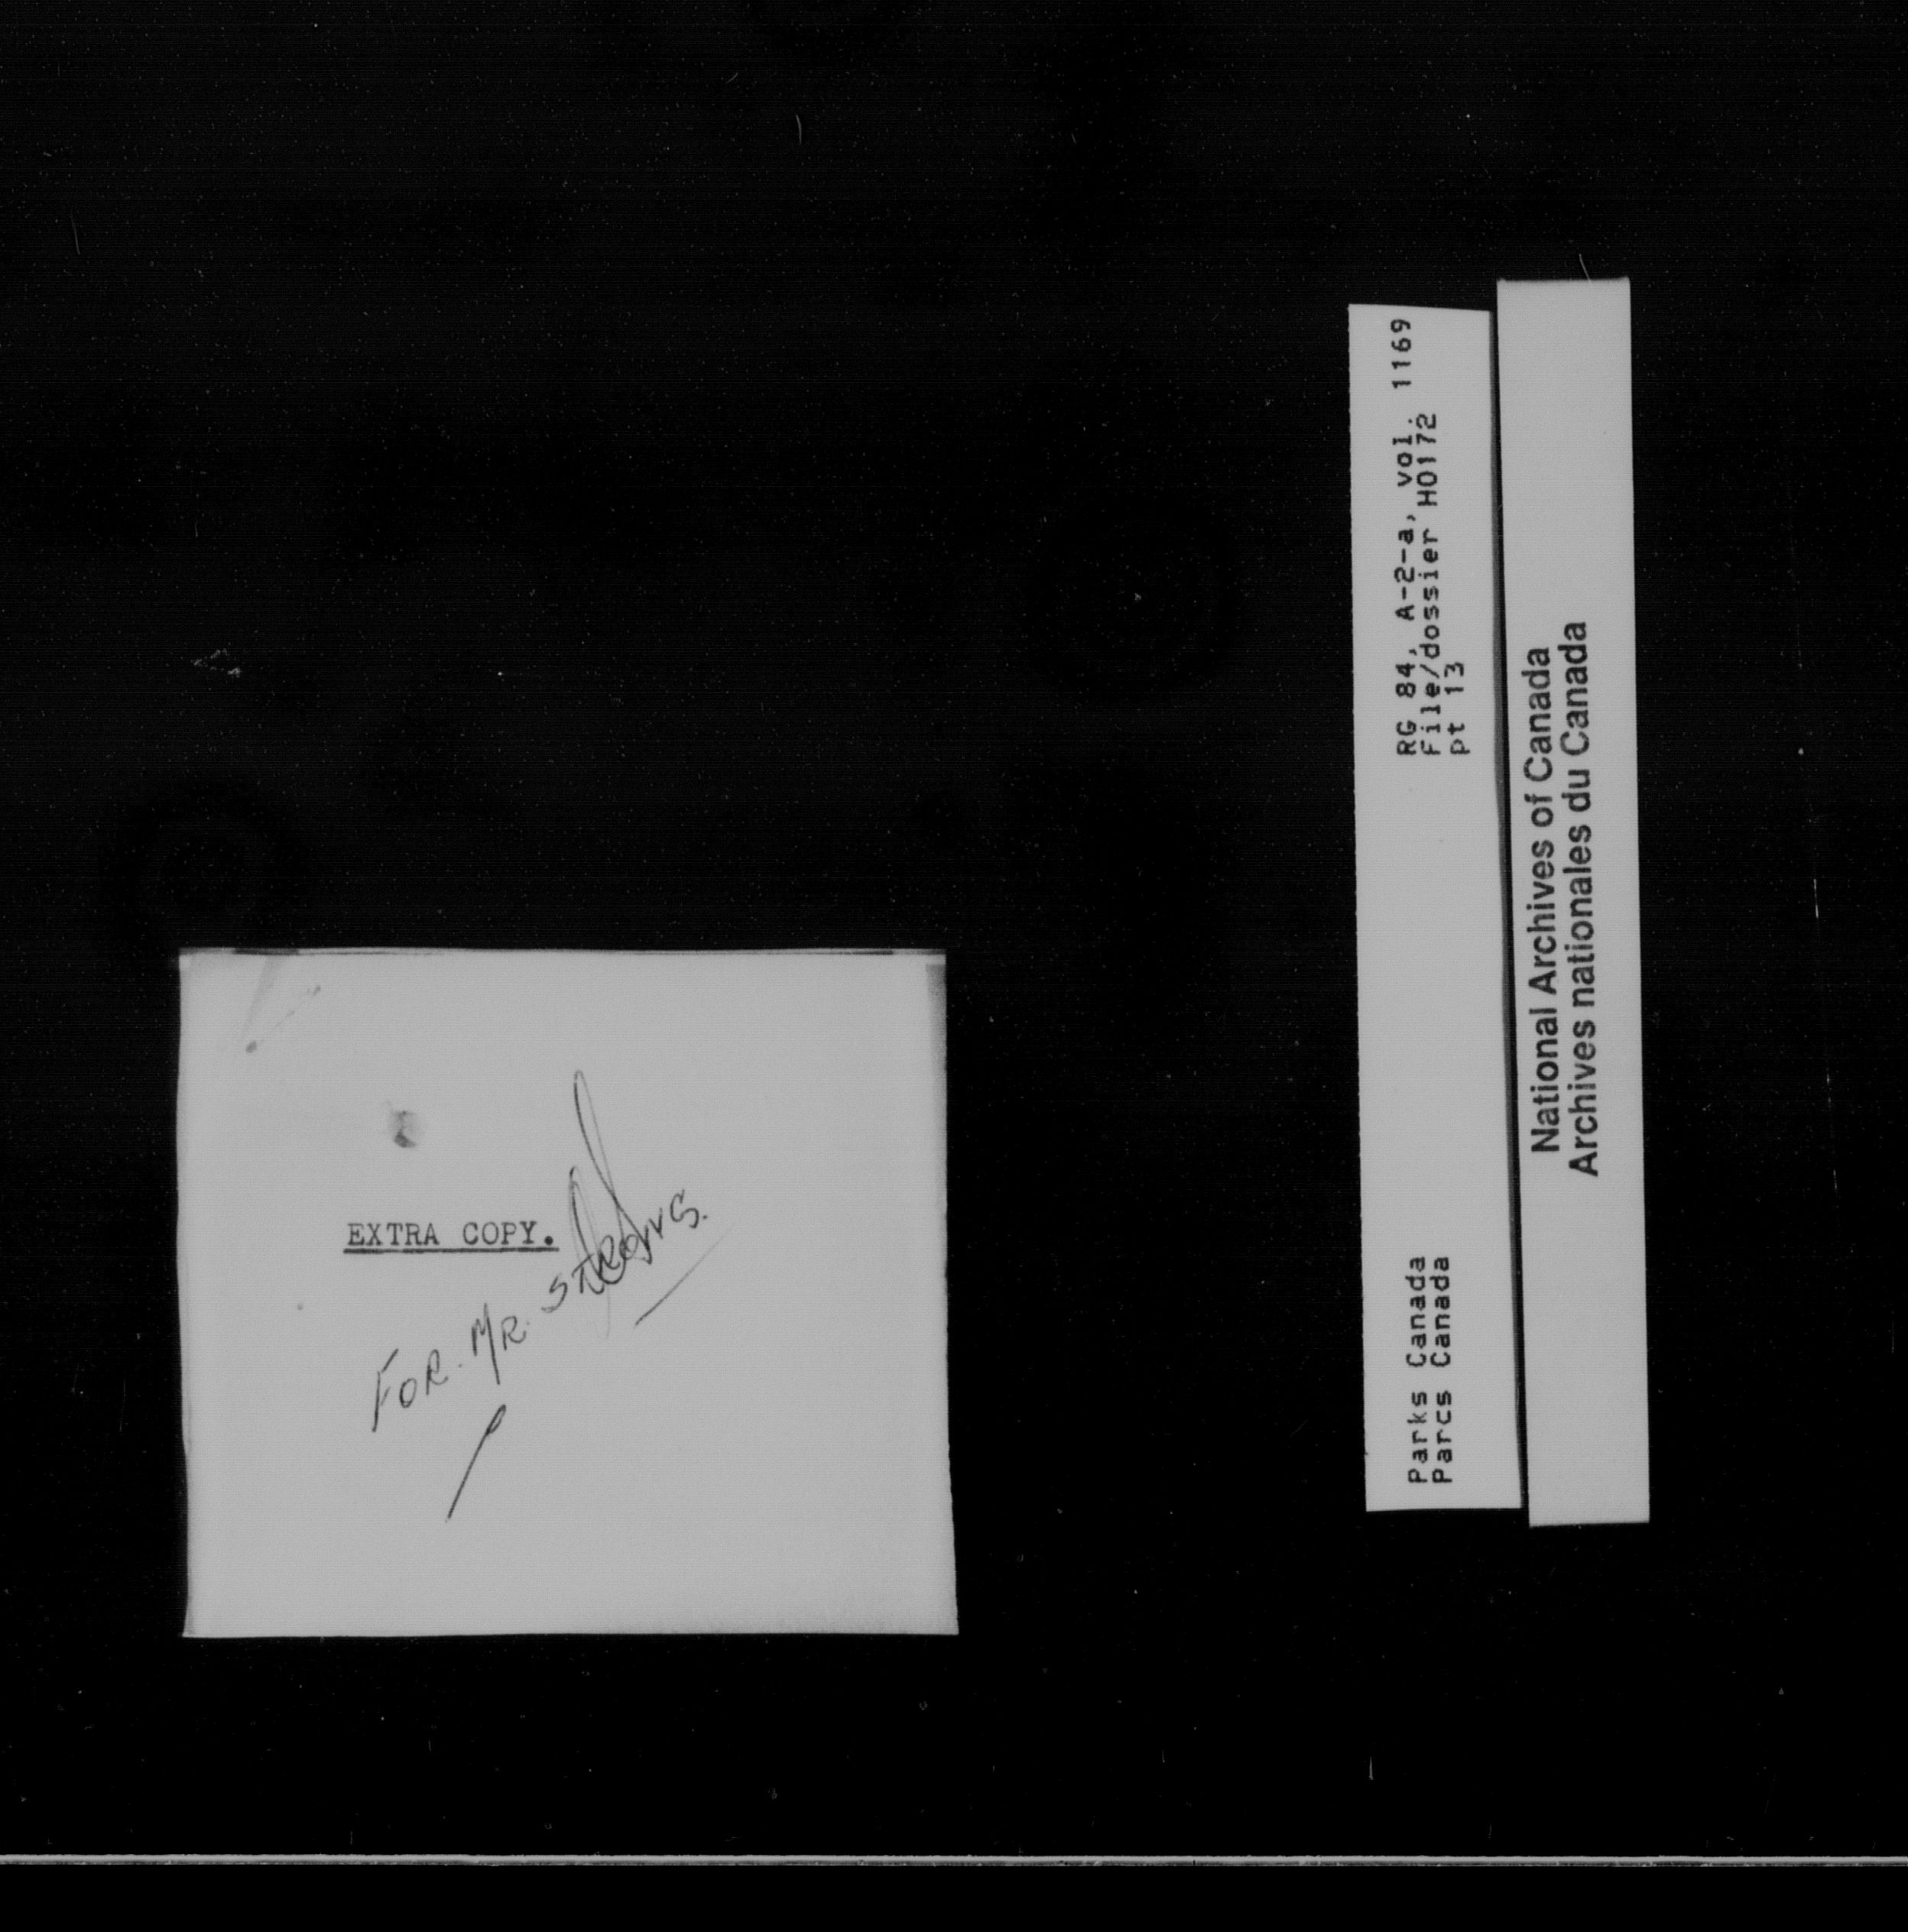 EXTRA COPY.
FOR MR. STRONG.
Parks Canada
Parcs Canada
RG 84, A-2-a, vol. 1169
File/dossier H0172
pt 13
National Archives of Canada
Archives nationales du Canada